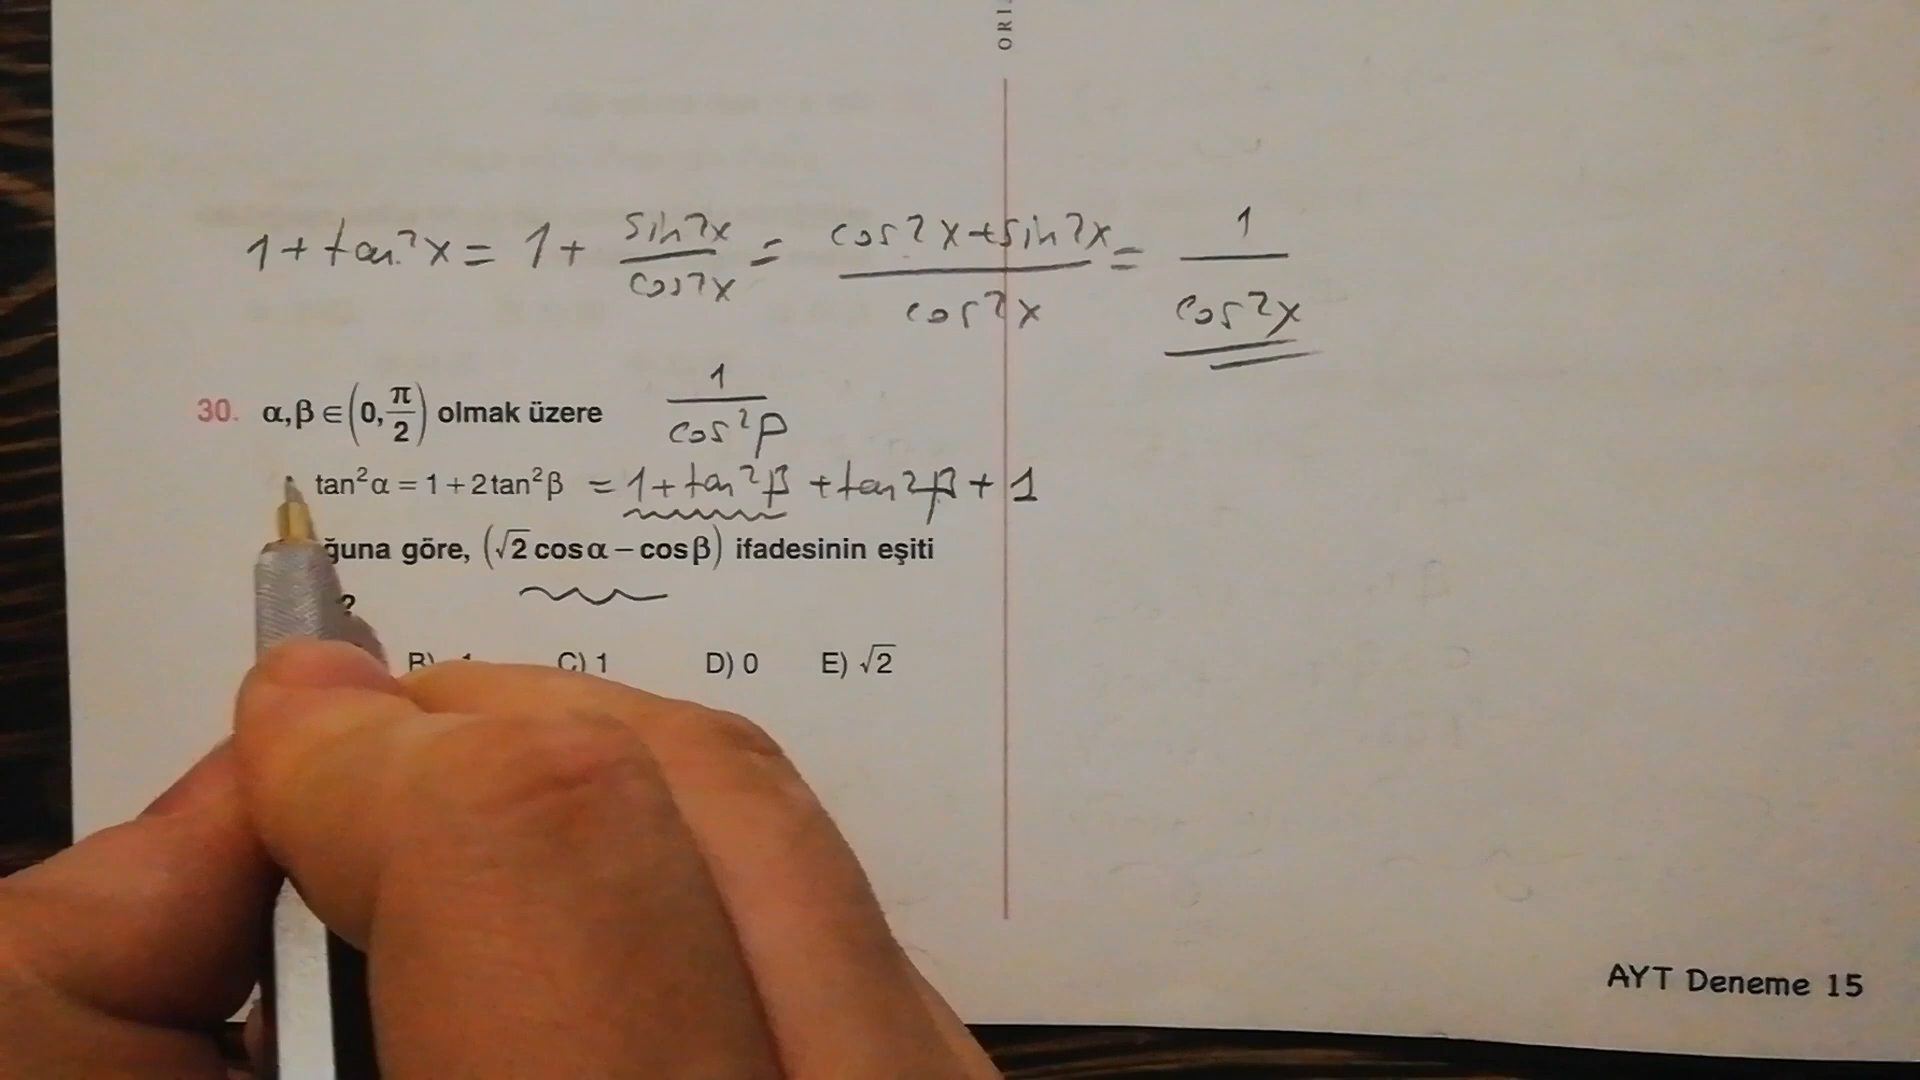 ORI
1 + tan²x = 1 + sin²x/cos²x = cos²x + sin²x/cos²x = 1/cos²x
30. α,β ∈ (0, π/2) olmak üzere 1/cos²β
tan²α = 1 + 2tan²β = 1 + tan²β + tan²β + 1
ğuna göre, (√2 cosα – cosβ) ifadesinin eşiti
?
C) 1 D) 0 E) √2
AYT Deneme 15